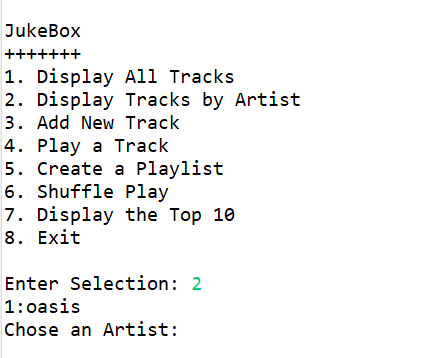 JukeBox
+++++++
1. Display All Tracks
2. Display Tracks by Artist
3. Add New Track
4. Play a Track
5. Create a Playlist
6. Shuffle Play
7. Display the Top 10
8. Exit
Enter Selection: 2
1:oasis
Chose an Artist: